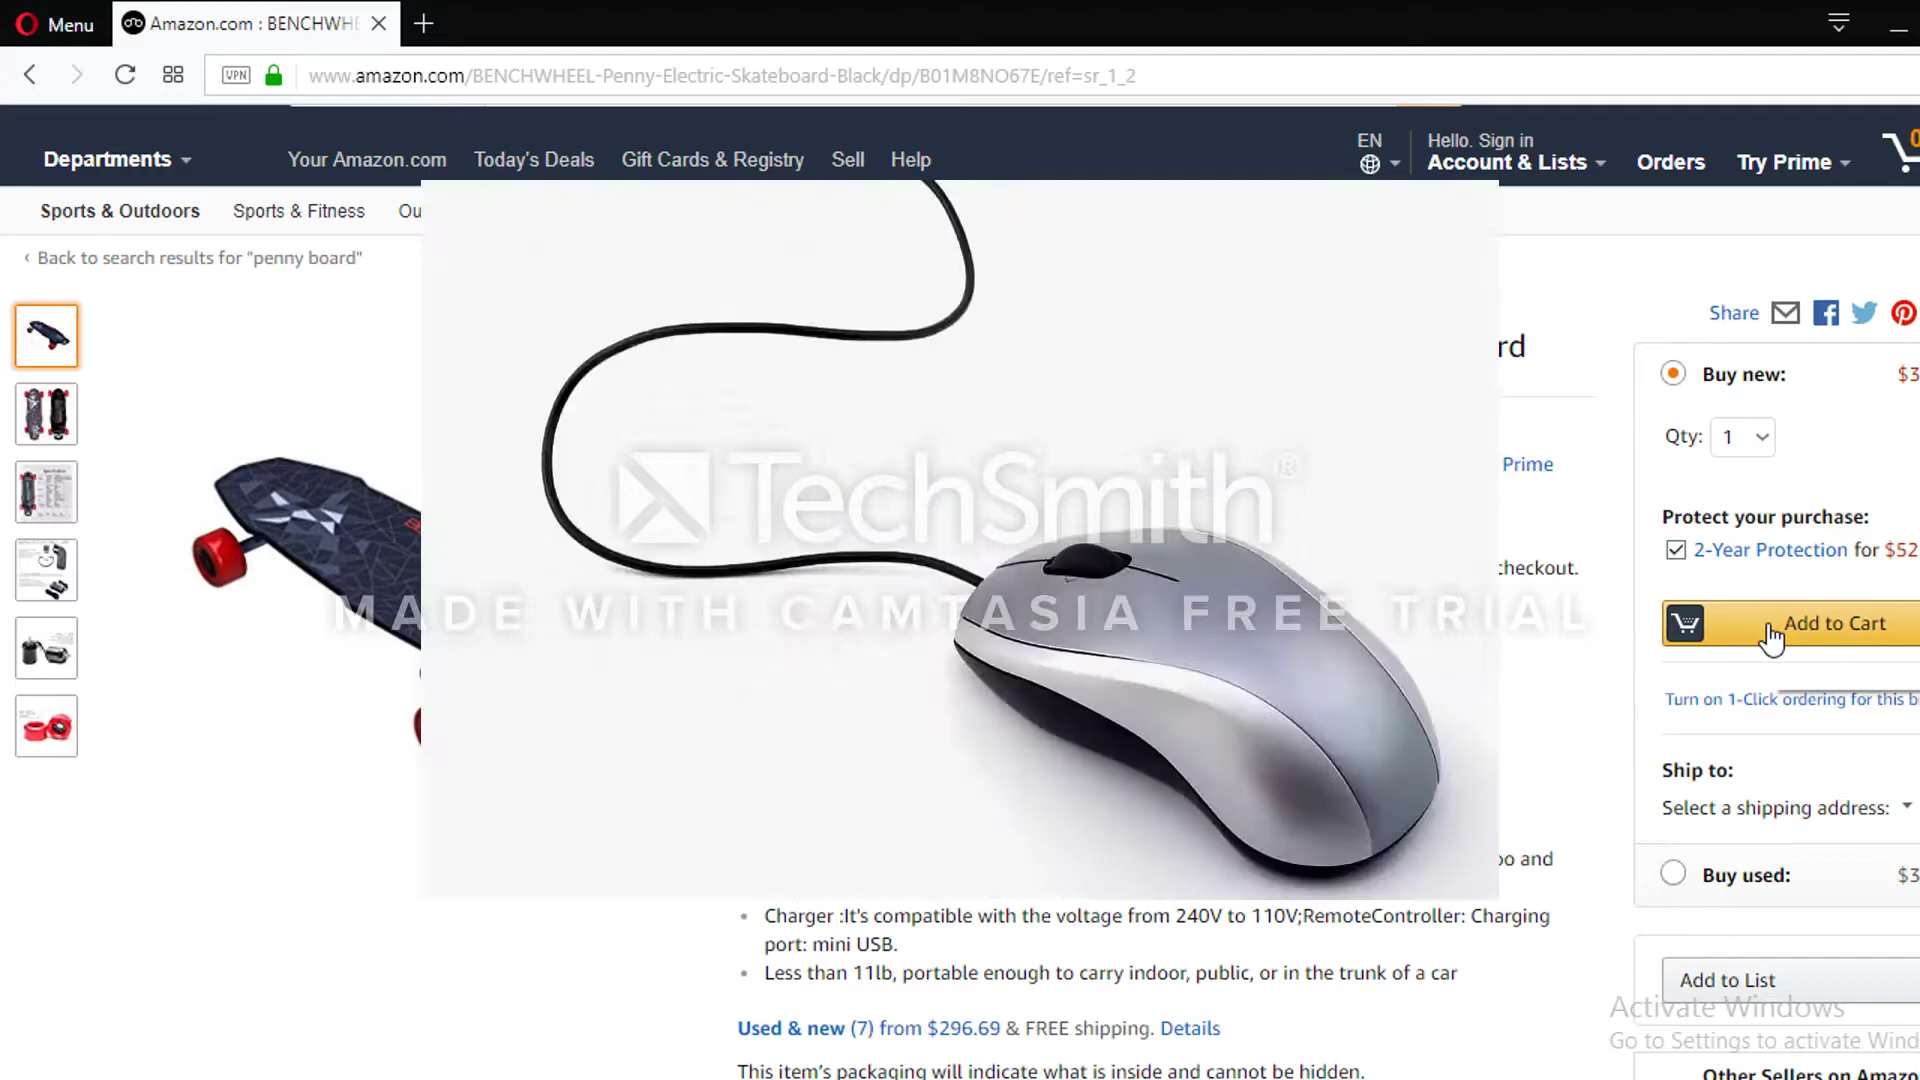 Menu
Amazon.com : BENCHWHE
VPN
www.amazon.com/BENCHWHEEL-Penny-Electric-Skateboard-Black/dp/B01M8NO67E/ref=sr_1_2
Departments
Your Amazon.com
Today's Deals
Gift Cards & Registry
Sell
Help
EN
Hello. Sign in
Account & Lists
Orders
Try Prime
0
Sports & Outdoors
Sports & Fitness
Ou
‹ Back to search results for "penny board"
Share
rd
Buy new:
$3
Qty: 1
Prime
TechSmith®
Protect your purchase:
2-Year Protection for $52
checkout.
MADE WITH CAMTASIA FREE TRIAL
Add to Cart
Turn on 1-Click ordering for this b
Ship to:
Select a shipping address:
oo and
Buy used:
$3
• Charger :It's compatible with the voltage from 240V to 110V;RemoteController: Charging
port: mini USB.
• Less than 11lb, portable enough to carry indoor, public, or in the trunk of a car
Add to List
Activate Windows
Used & new (7) from $296.69 & FREE shipping. Details
Go to Settings to activate Wind
This item's packaging will indicate what is inside and cannot be hidden.
Other Sellers on Amazo